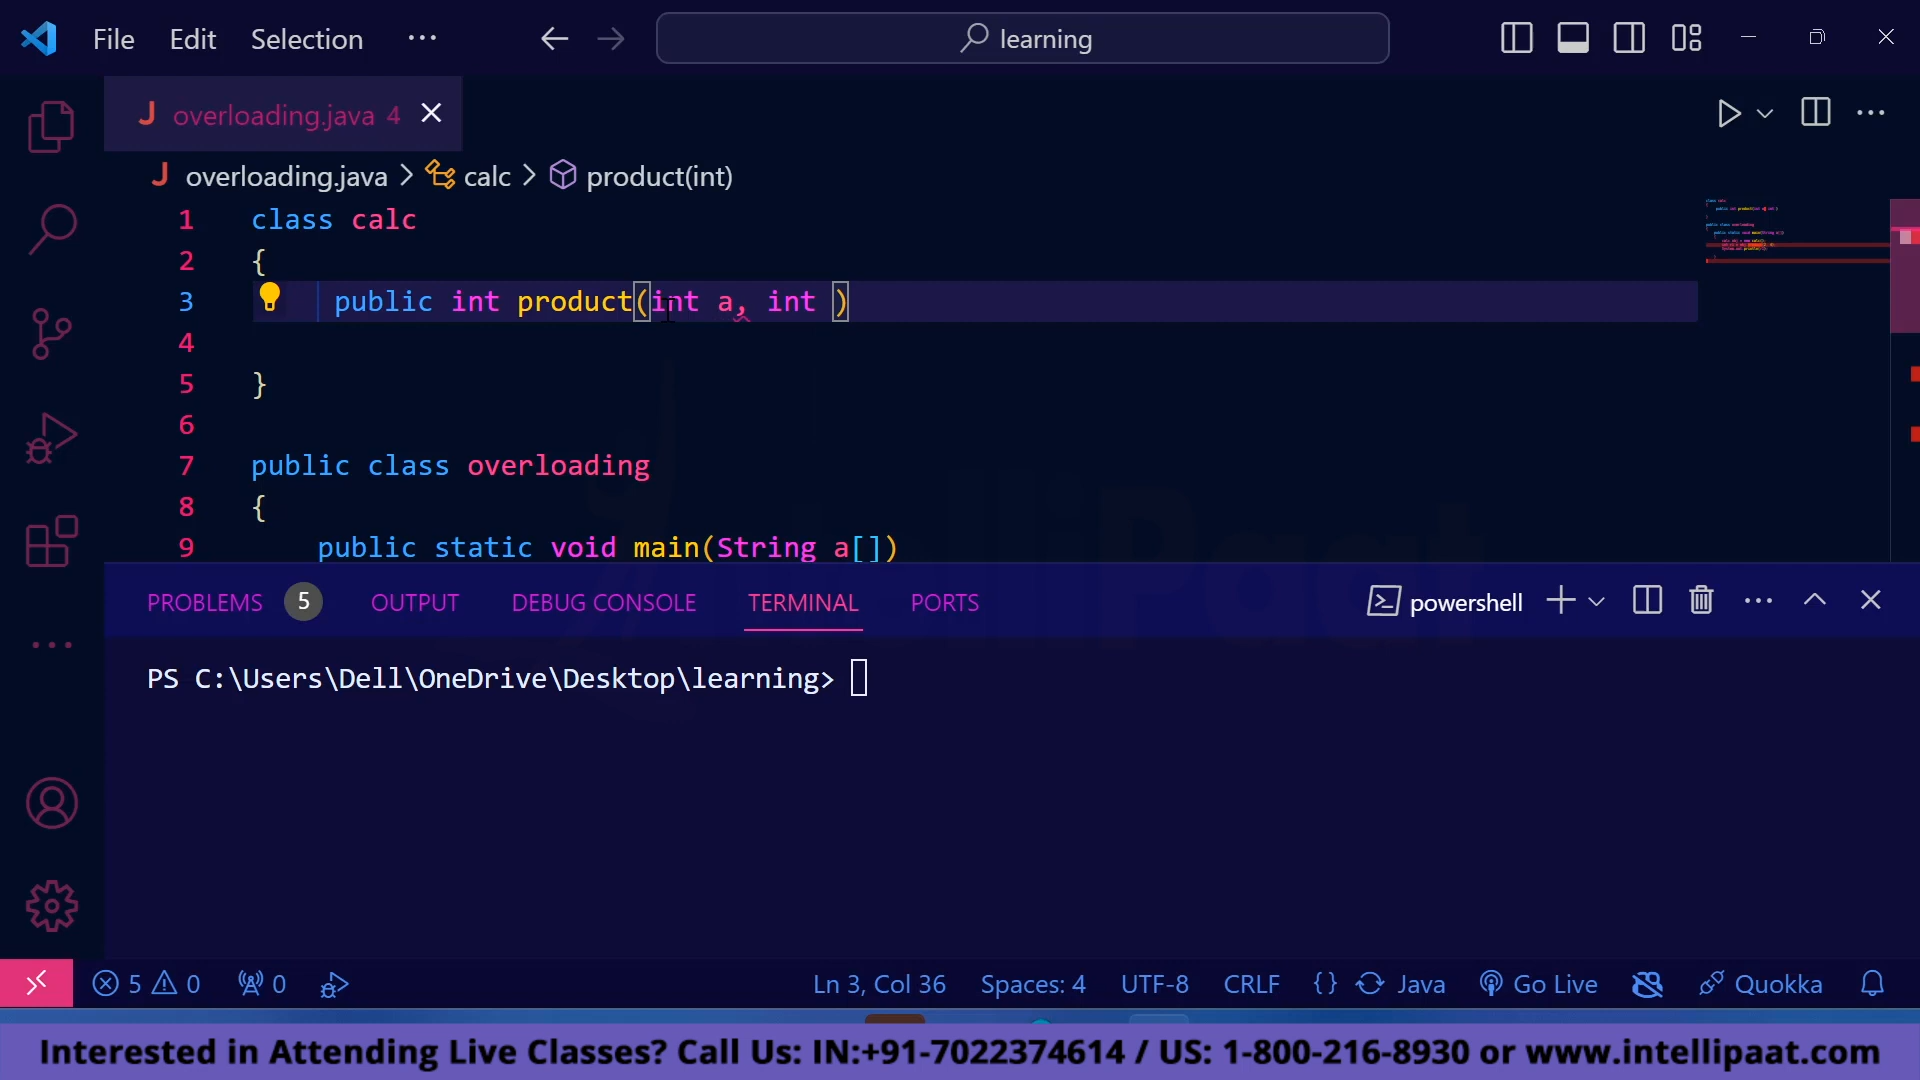 File Edit Selection ··· learning
J overloading.java 4
J overloading.java > calc > product(int)
1 class calc
2 {
3 public int product(int a, int )
4
5 }
6
7 public class overloading
8 {
9 public static void main(String a[])
PROBLEMS 5 OUTPUT DEBUG CONSOLE TERMINAL PORTS powershell
PS C:\Users\Dell\OneDrive\Desktop\learning>
5 0 0 Ln 3, Col 36 Spaces: 4 UTF-8 CRLF {} Java Go Live Quokka
Interested in Attending Live Classes? Call Us: IN:+91-7022374614 / US: 1-800-216-8930 or www.intellipaat.com